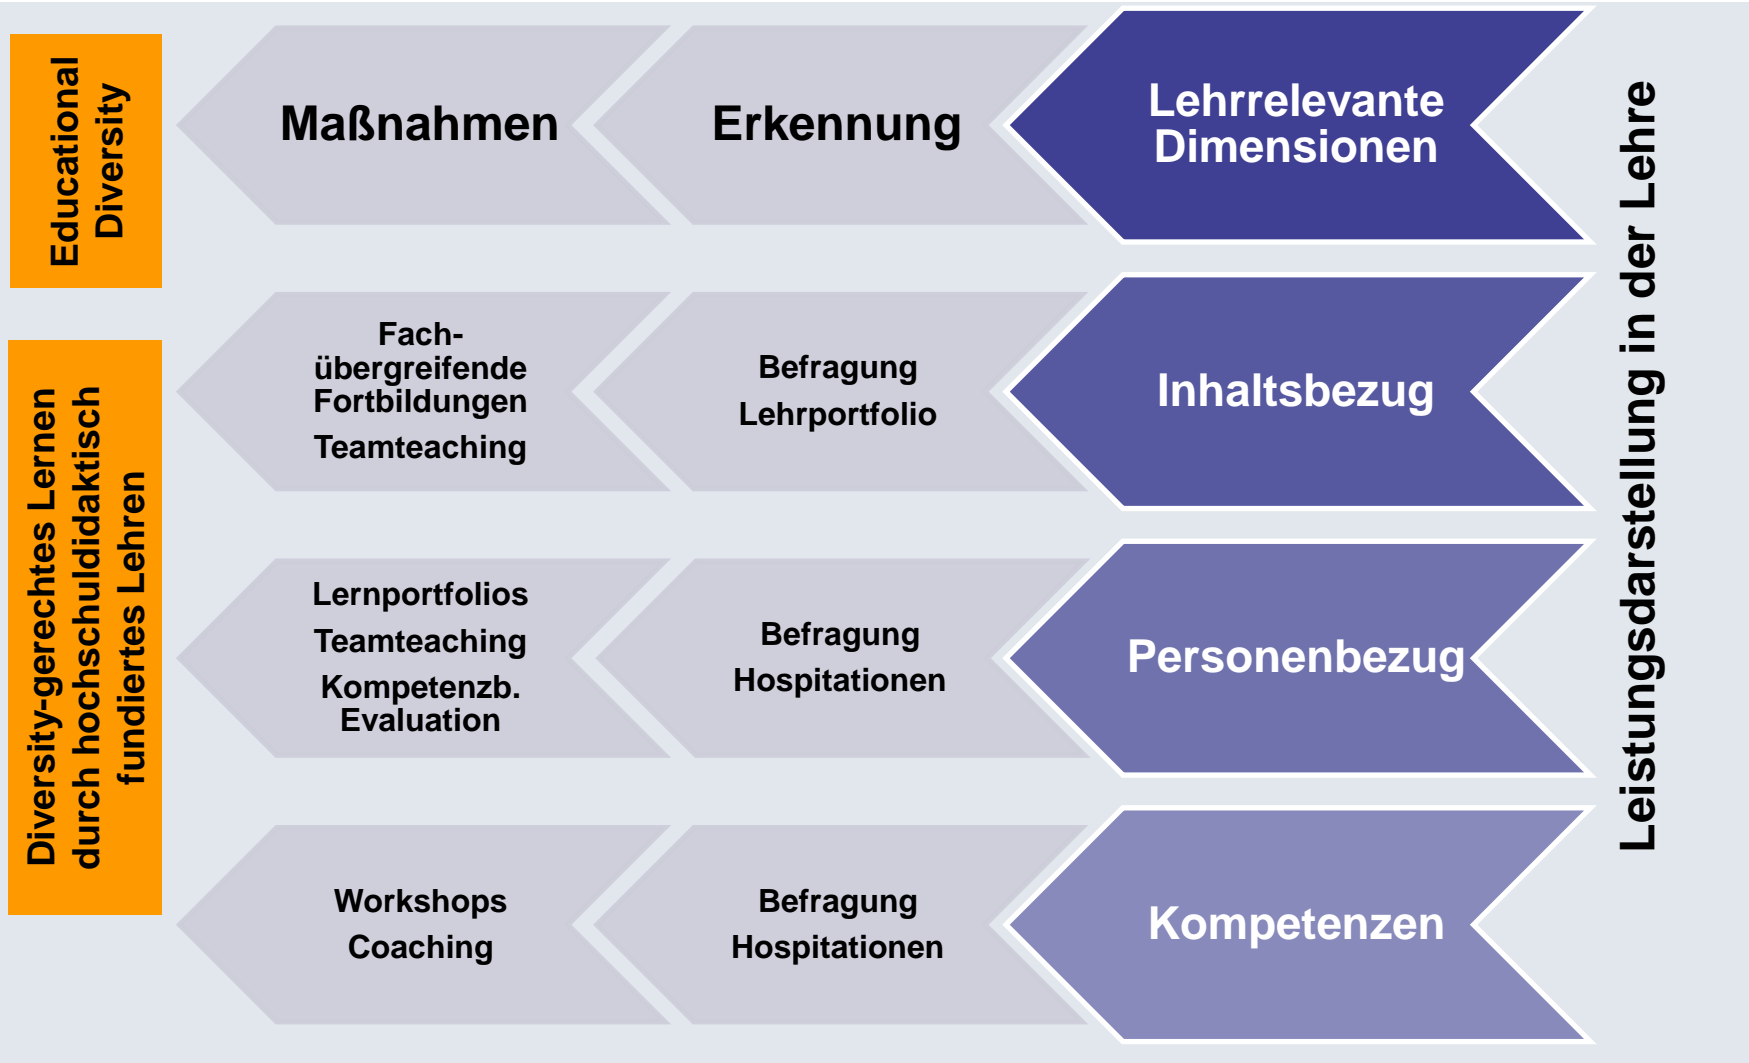 Educational
Diversity
Maßnahmen
Erkennung
Lehrrelevante
Dimensionen
Diversity-gerechtes Lernen
durch hochschuldidaktisch
fundiertes Lehren
Fach-
übergreifende
Fortbildungen
Teamteaching
Befragung
Lehrportfolio
Inhaltsbezug
Lernportfolios
Teamteaching
Kompetenzb.
Evaluation
Befragung
Hospitationen
Personenbezug
Workshops
Coaching
Befragung
Hospitationen
Kompetenzen
Leistungsdarstellung in der Lehre